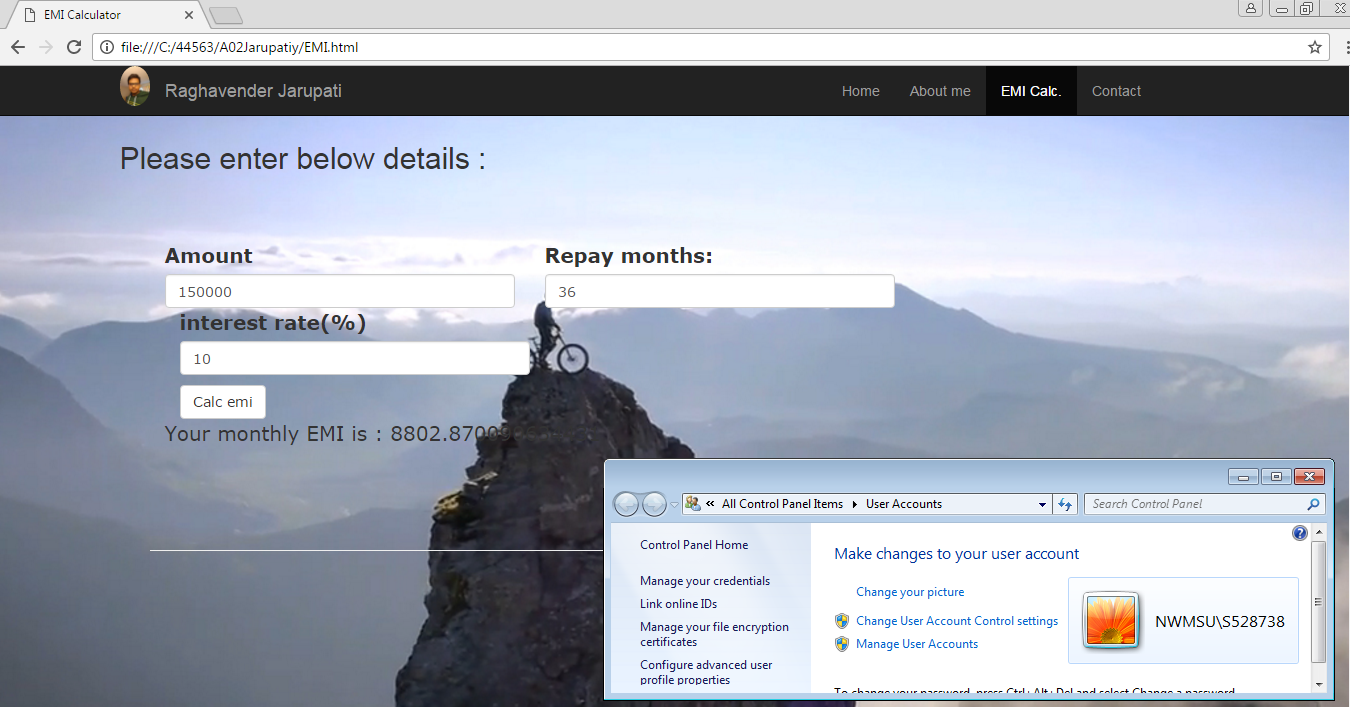 EMI Calculator
file:///C:/44563/A02Jarupatiy/EMI.html
Raghavender Jarupati Home About me EMI Calc. Contact
Please enter below details :
Amount Repay months:
150000 36
interest rate(%)
10
Calc emi
Your monthly EMI is :
« All Control Panel Items User Accounts Search Control Panel
Control Panel Home
Manage your credentials
Link online IDs
Manage your file encryption
certificates
Configure advanced user
profile properties
Make changes to your user account
Change your picture
Change User Account Control settings
Manage User Accounts
NWMSU\S528738
To change your password, press Ctrl+Alt+Del and select Change a password.